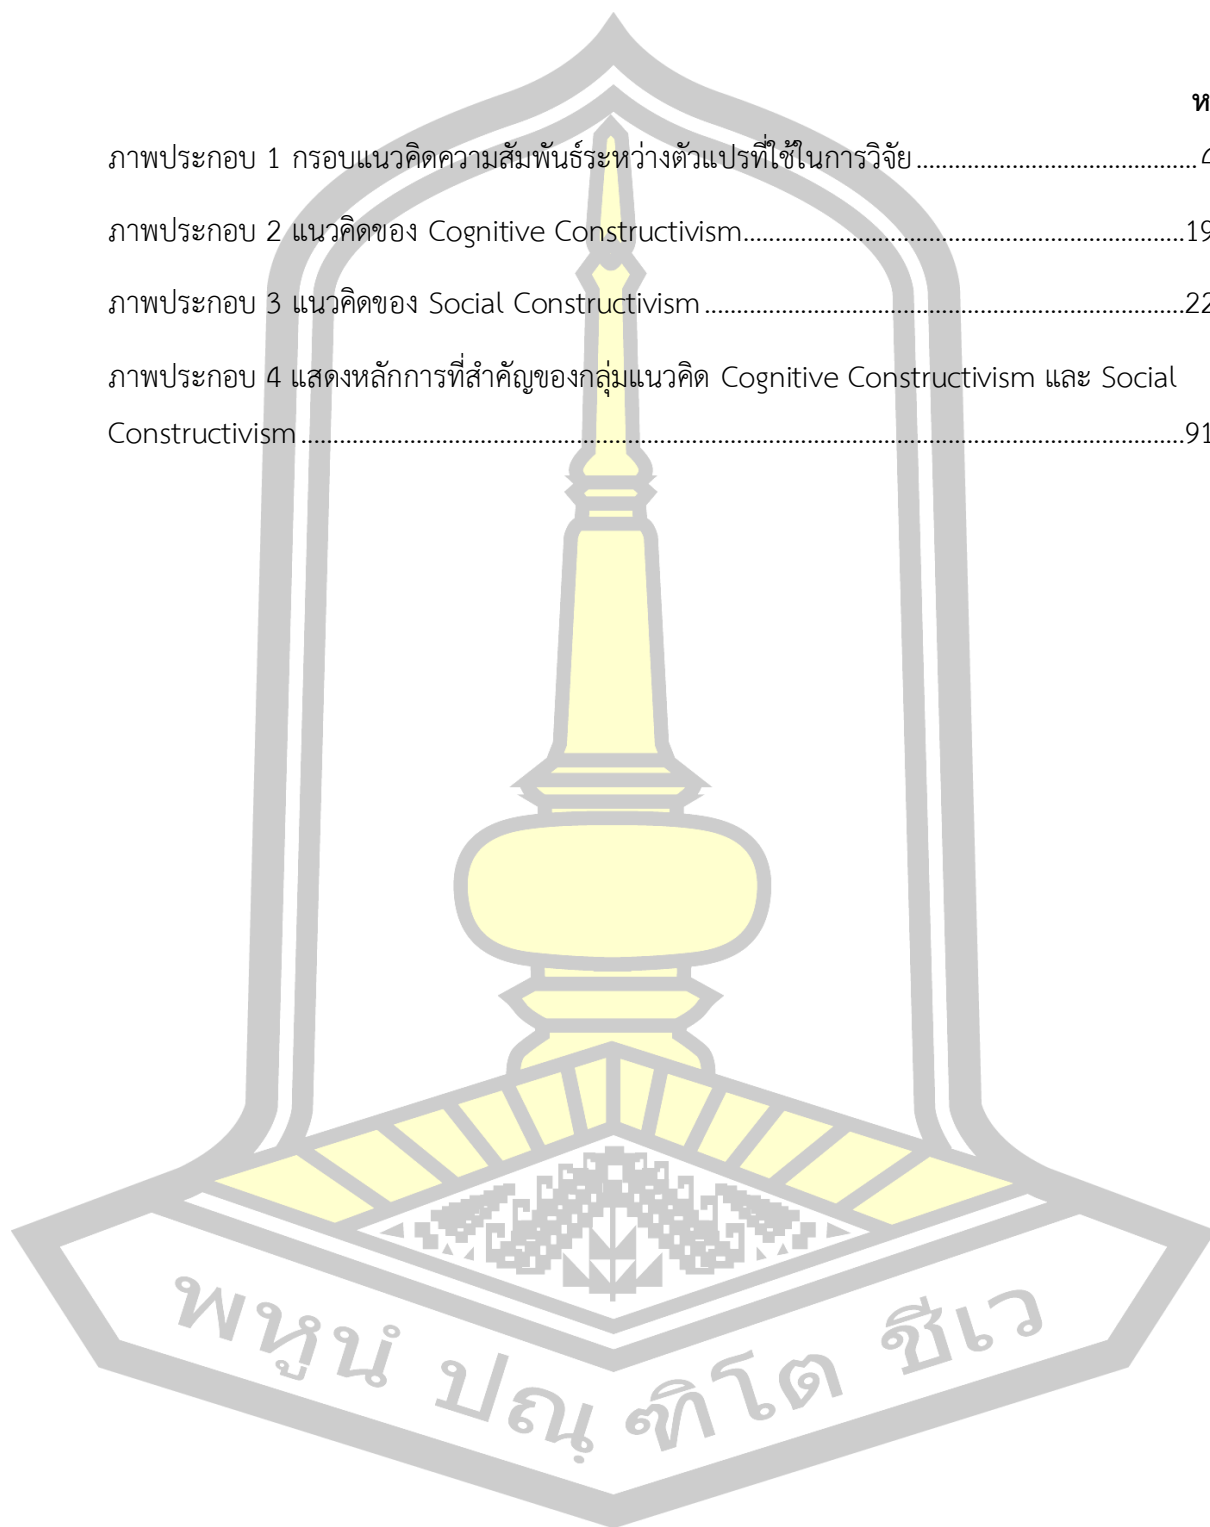 ห
ภาพประกอบ 1 กรอบแนวคิดความสัมพันธ์ระหว่างตัวแปรที่ใช้ในการวิจัย.......................................4
ภาพประกอบ 2 แนวคิดของ Cognitive Constructivism...............................................................19
ภาพประกอบ 3 แนวคิดของ Social Constructivism....................................................................22
ภาพประกอบ 4 แสดงหลักการที่สำคัญของกลุ่มแนวคิด Cognitive Constructivism และ Social
Constructivism..............................................................................................................................91
พหูนํ ปณฺ ฑิโต ชีเว